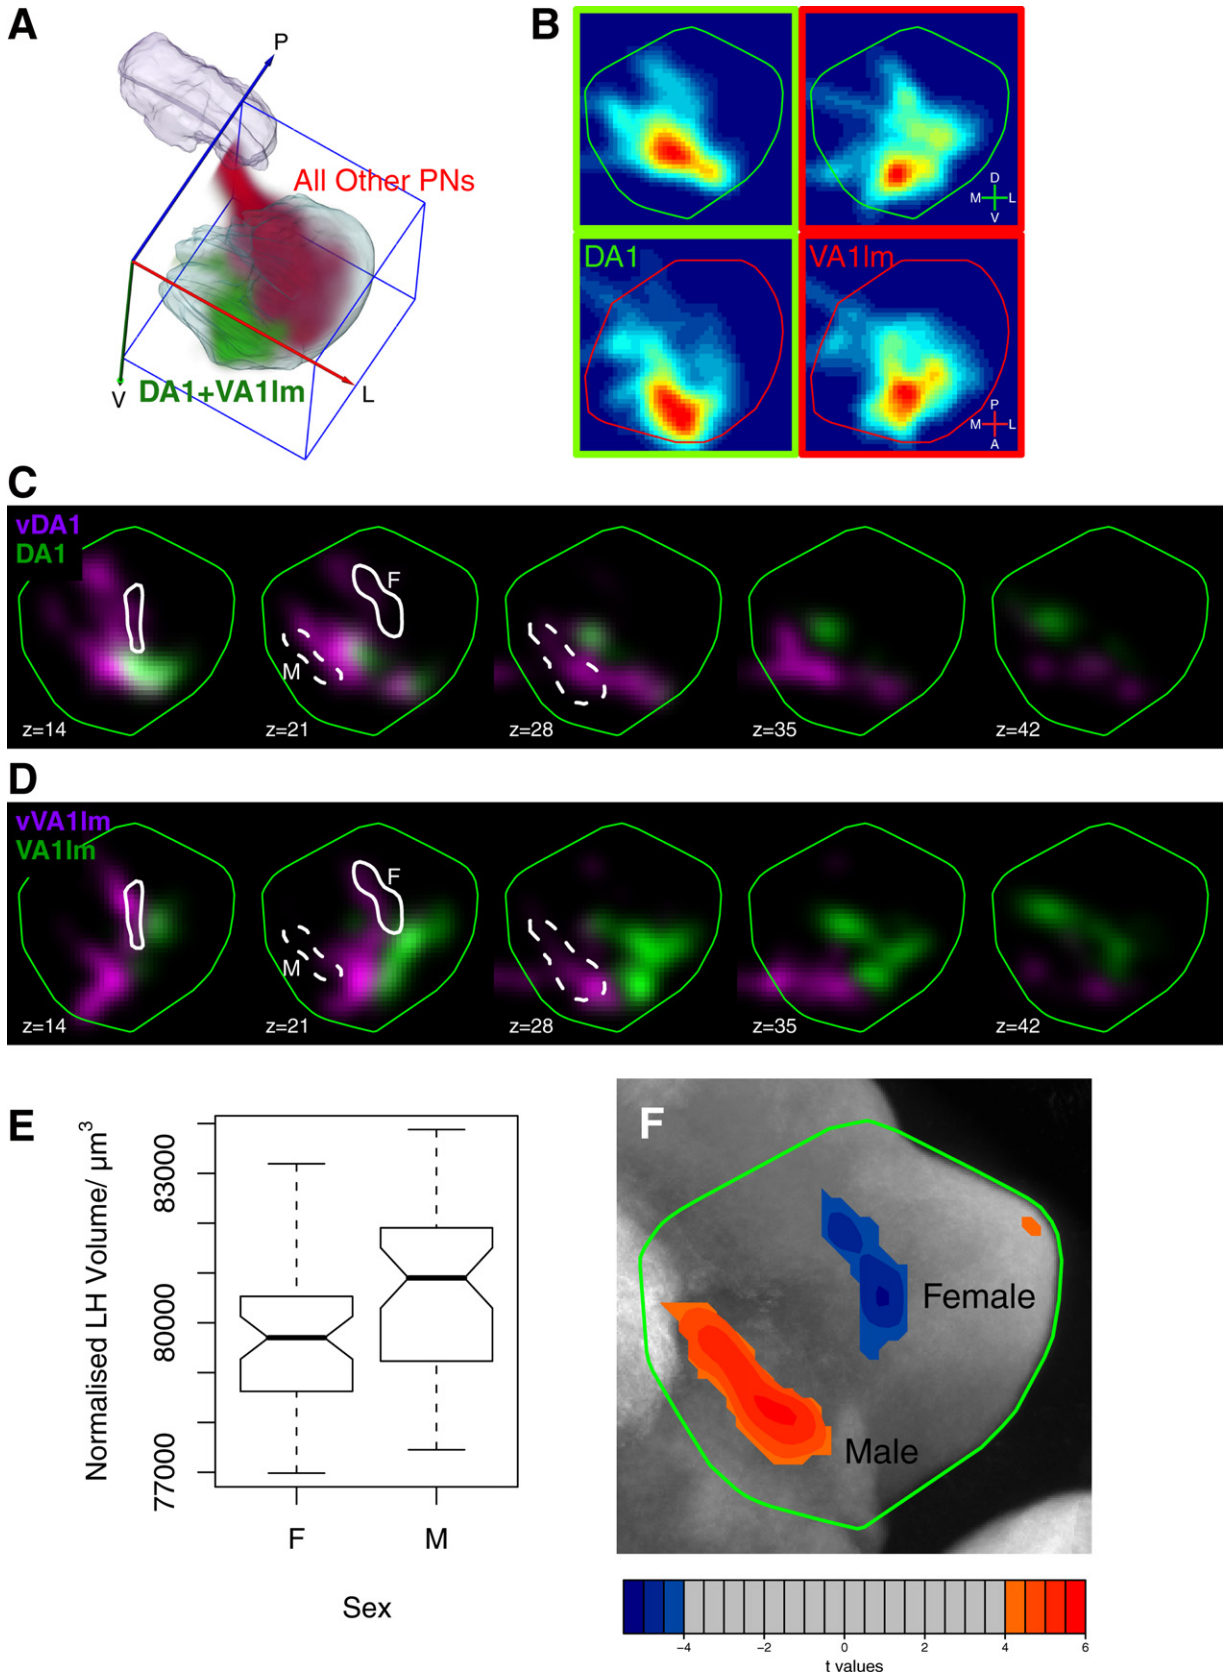 A
P
All Other PNs
DA1+VA1lm
V
L
B
D
M L
V
DA1
VA1lm
P
M L
A
C
vDA1
DA1
F
M
z=14
z=21
z=28
z=35
z=42
D
vVA1lm
VA1lm
F
M
z=14
z=21
z=28
z=35
z=42
E
Normalised LH Volume/ µm³
83000
80000
77000
F
M
Sex
F
Female
Male
−4
−2
0
2
4
6
t values